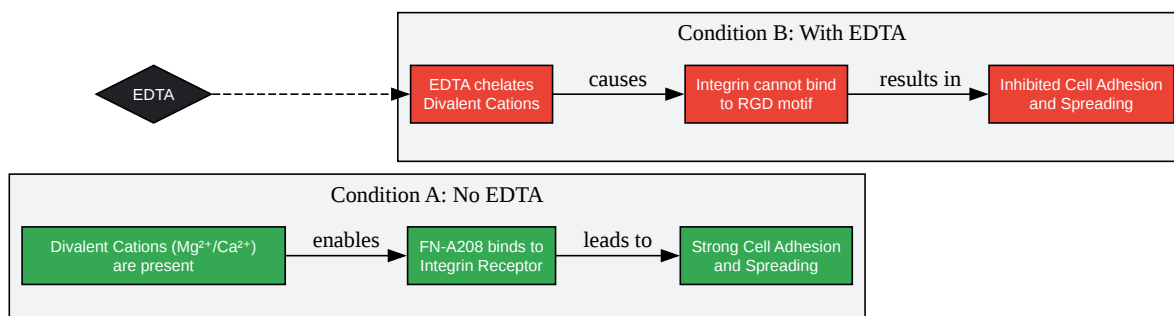 Condition B: With EDTA
EDTA
EDTA chelates
Divalent Cations
causes
Integrin cannot bind
to RGD motif
results in
Inhibited Cell Adhesion
and Spreading
Condition A: No EDTA
Divalent Cations (Mg²⁺/Ca²⁺)
are present
enables
FN-A208 binds to
Integrin Receptor
leads to
Strong Cell Adhesion
and Spreading